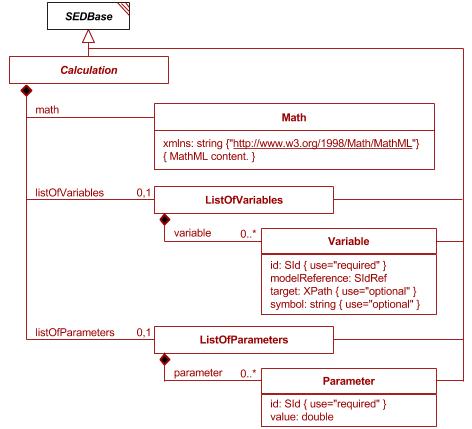 SEDBase
Calculation
math
Math
xmlns: string {"http://www.w3.org/1998/Math/MathML"}
{ MathML content. }
listOfVariables 0,1
ListOfVariables
variable 0..*
Variable
id: SId { use="required" }
modelReference: SIdRef
target: XPath { use="optional" }
symbol: string { use="optional" }
listOfParameters 0,1
ListOfParameters
parameter 0..*
Parameter
id: SId { use="required" }
value: double